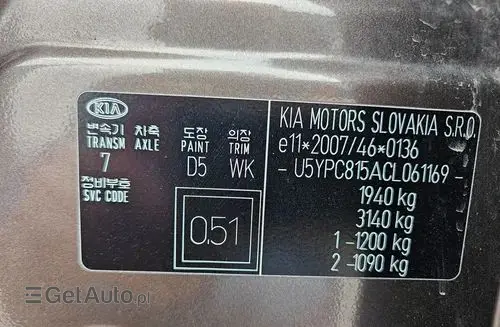 KIA
변속기 차축 도장 의장
TRANSM AXLE PAINT TRIM
7 D5 WK
정비부호
SVC CODE
0.51
KIA MOTORS SLOVAKIA S.R.O.
e11*2007/46*0136
- U5YPC815ACL061169 -
1940 kg
3140 kg
1 -1200 kg
2 -1090 kg
GetAuto.pl